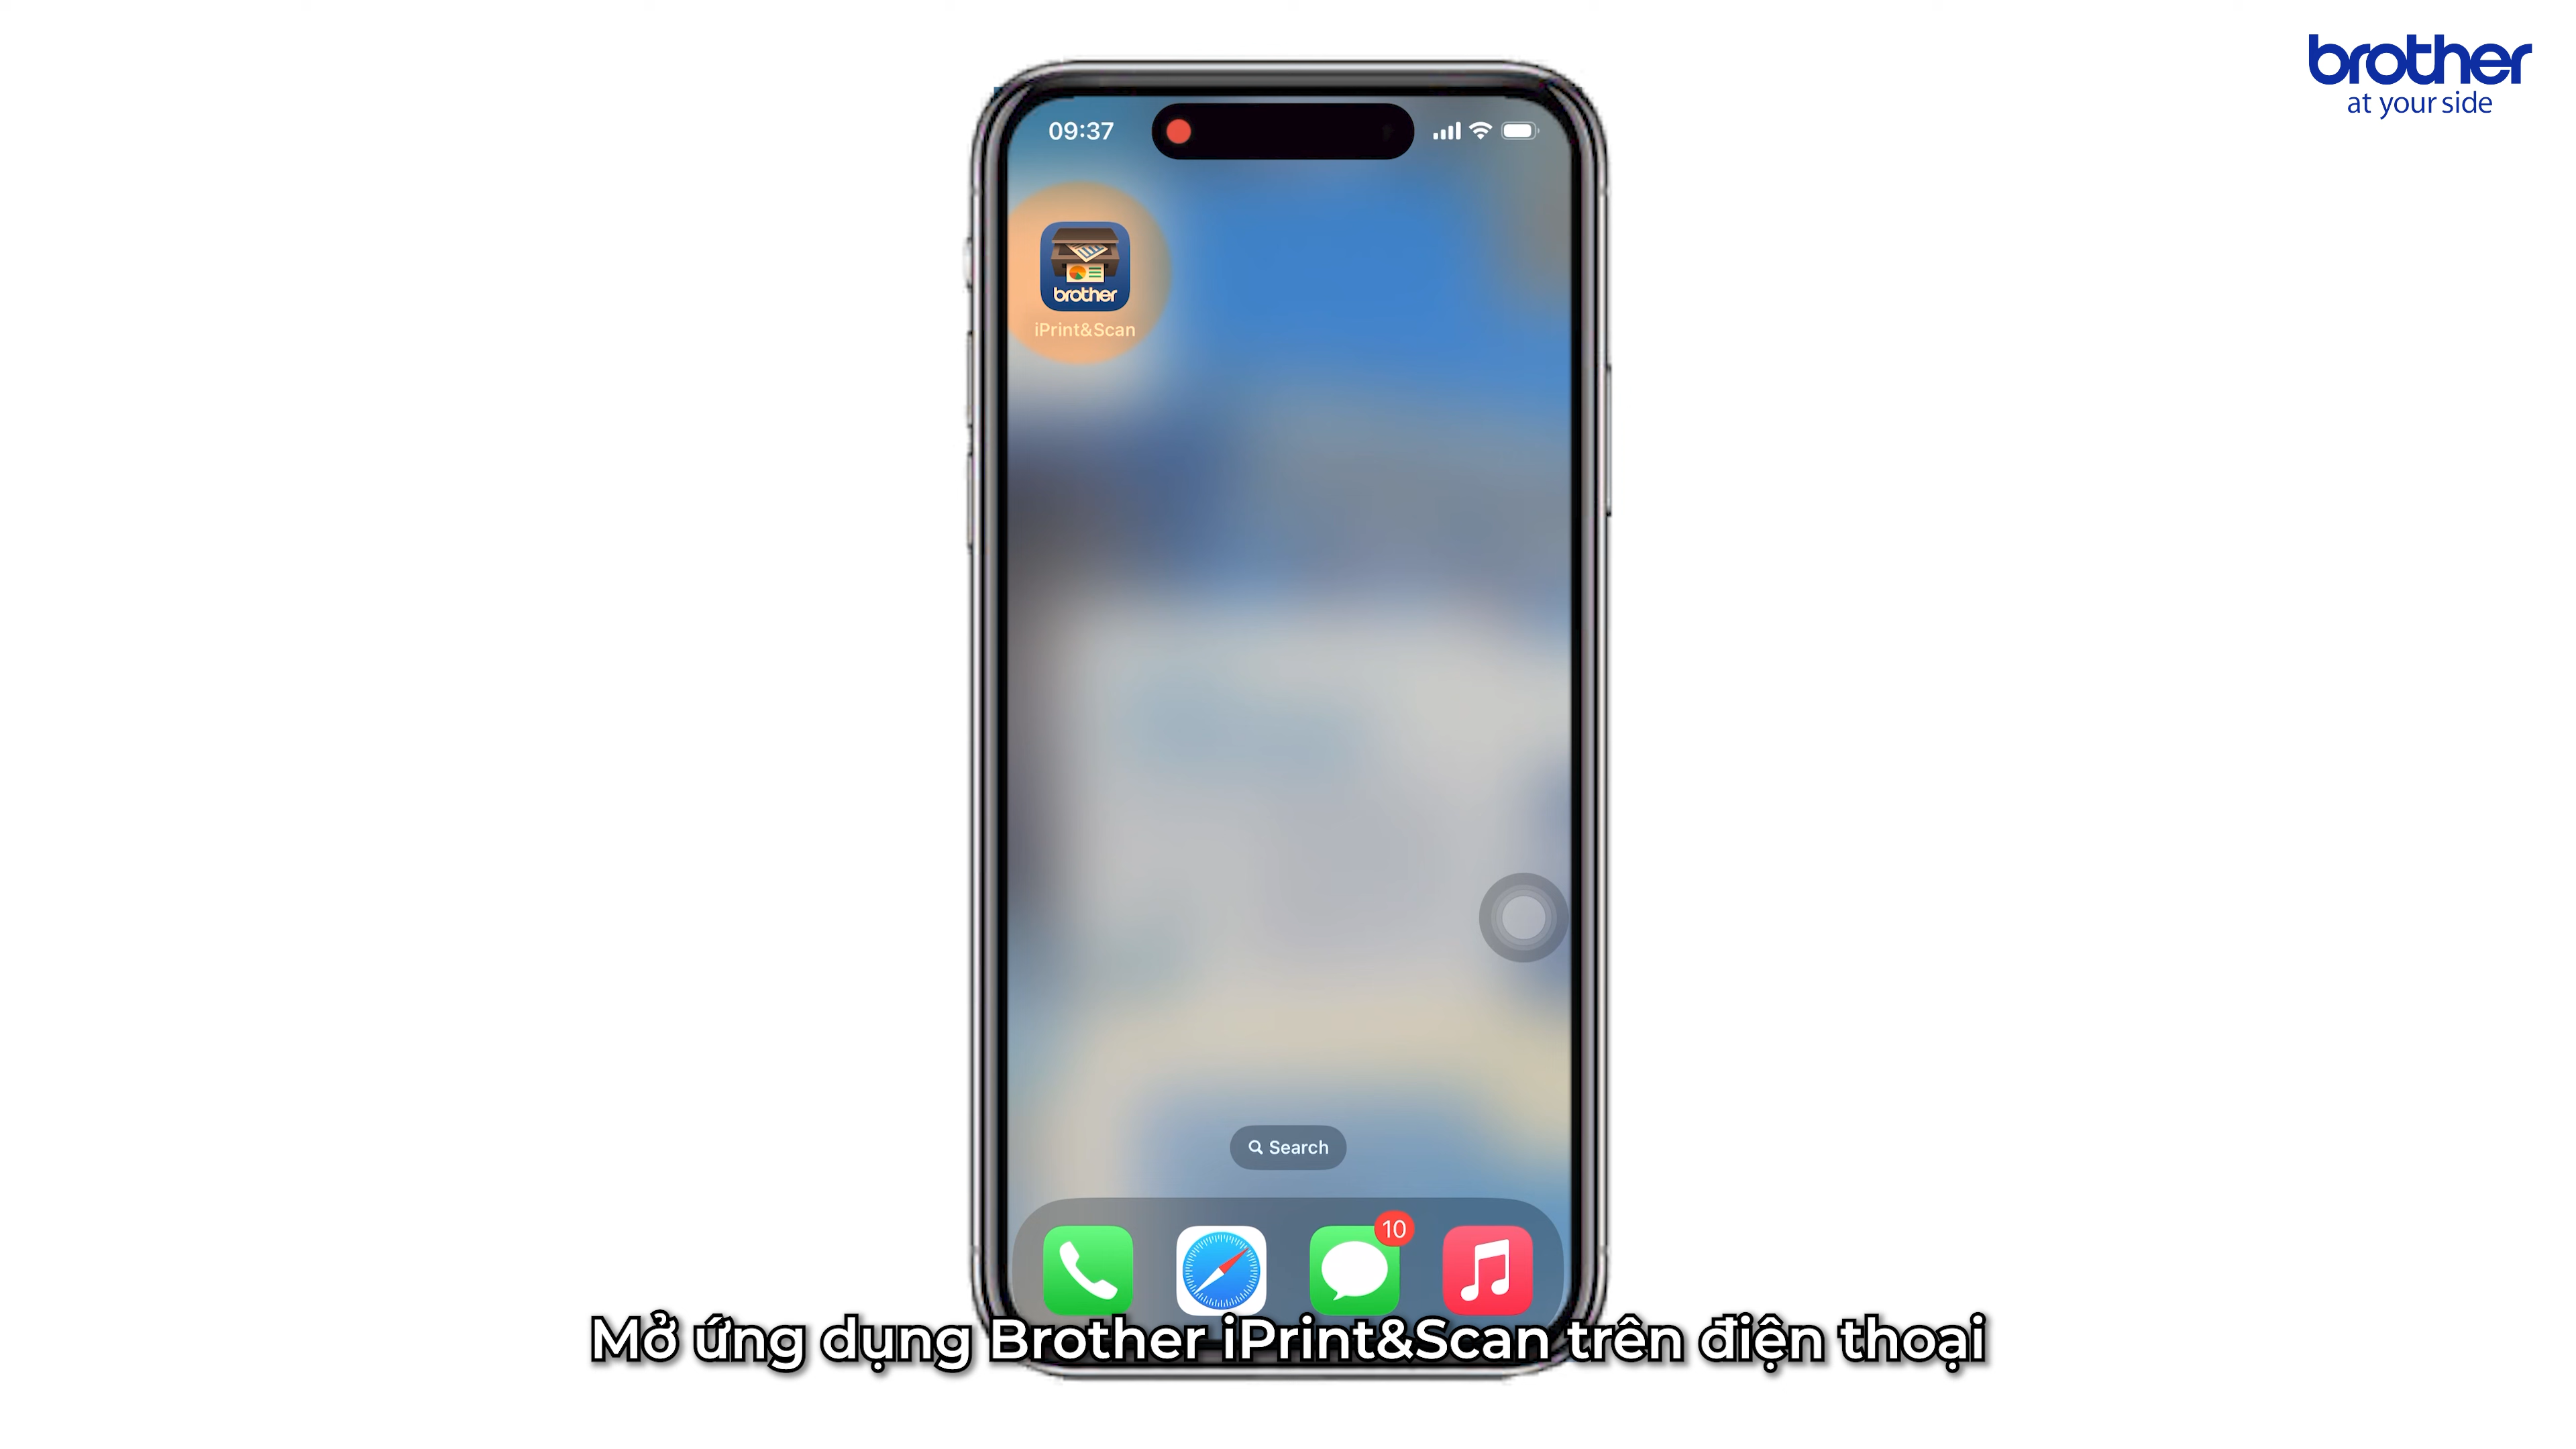 brother
at your side
09:37
brother
iPrint&Scan
Search
10
Mở ứng dụng Brother iPrint&Scan trên điện thoại